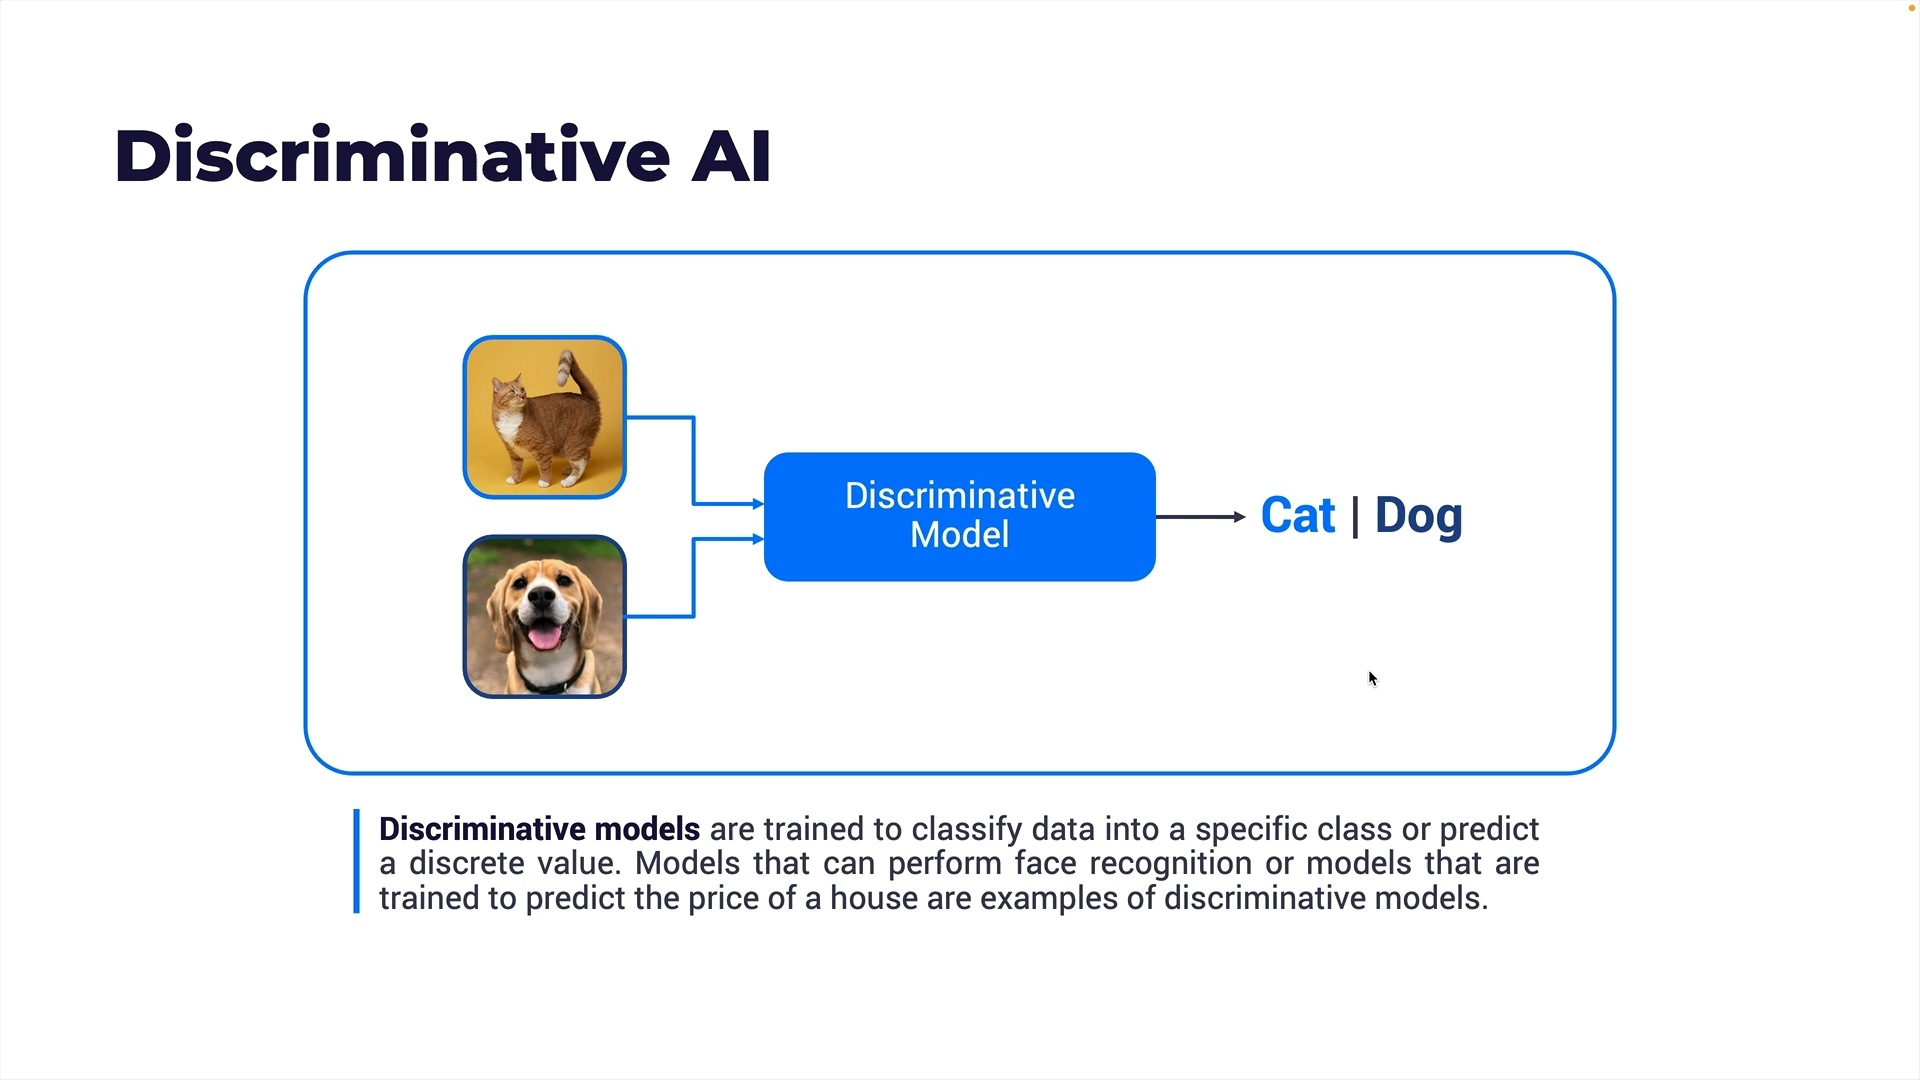 Discriminative AI
Discriminative
Model
Cat | Dog
Discriminative models are trained to classify data into a specific class or predict
a discrete value. Models that can perform face recognition or models that are
trained to predict the price of a house are examples of discriminative models.